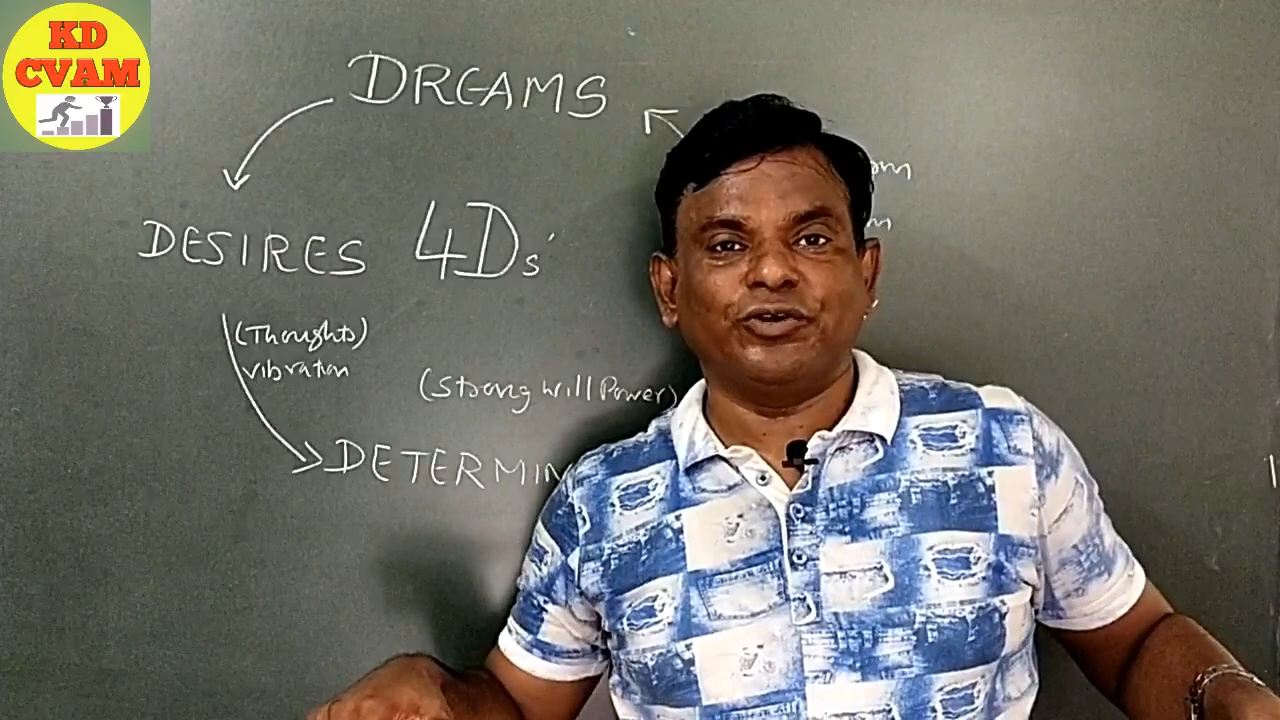 KD
CVAM
DREAMS
DESIRES 4Ds'
(Thoughts)
vibration
(Strong will Power)
DETERMIN